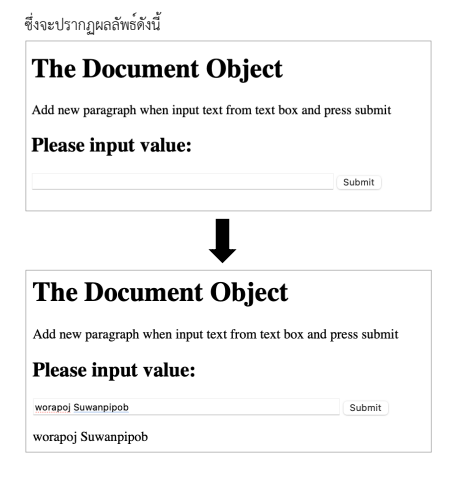 ซึ่งจะปรากฏผลลัพธ์ดังนี้
The Document Object
Add new paragraph when input text from text box and press submit
Please input value:
Submit
The Document Object
Add new paragraph when input text from text box and press submit
Please input value:
worapoj Suwanpipob Submit
worapoj Suwanpipob